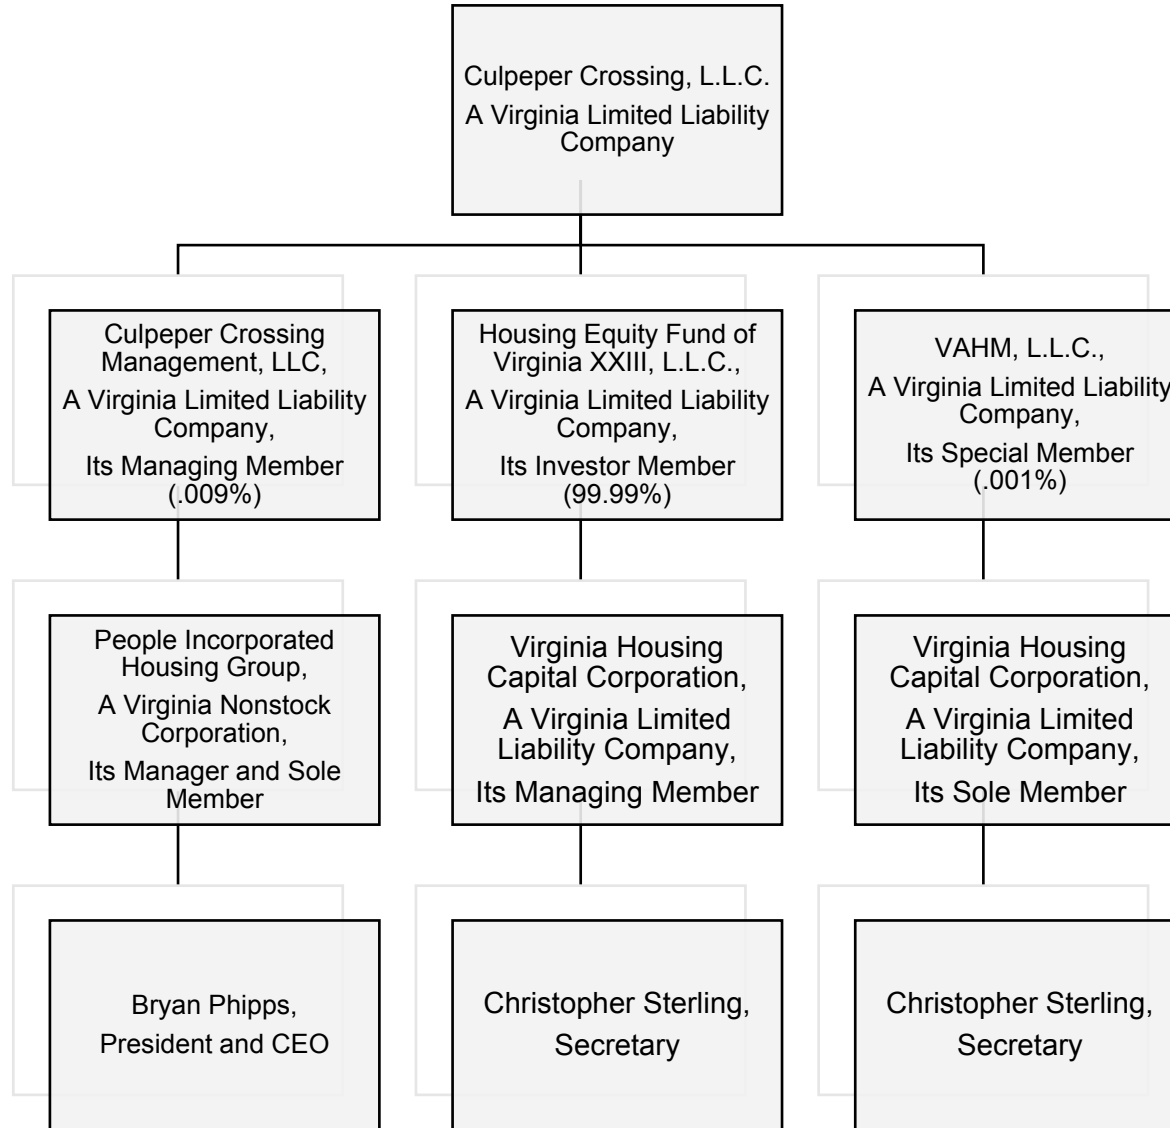 Culpeper Crossing, L.L.C.
A Virginia Limited Liability
Company
Culpeper Crossing
Management, LLC,
A Virginia Limited Liability
Company,
Its Managing Member
(.009%)
Housing Equity Fund of
Virginia XXIII, L.L.C.,
A Virginia Limited Liability
Company,
Its Investor Member
(99.99%)
VAHM, L.L.C.,
A Virginia Limited Liability
Company,
Its Special Member
(.001%)
People Incorporated
Housing Group,
A Virginia Nonstock
Corporation,
Its Manager and Sole
Member
Virginia Housing
Capital Corporation,
A Virginia Limited
Liability Company,
Its Managing Member
Virginia Housing
Capital Corporation,
A Virginia Limited
Liability Company,
Its Sole Member
Bryan Phipps,
President and CEO
Christopher Sterling,
Secretary
Christopher Sterling,
Secretary